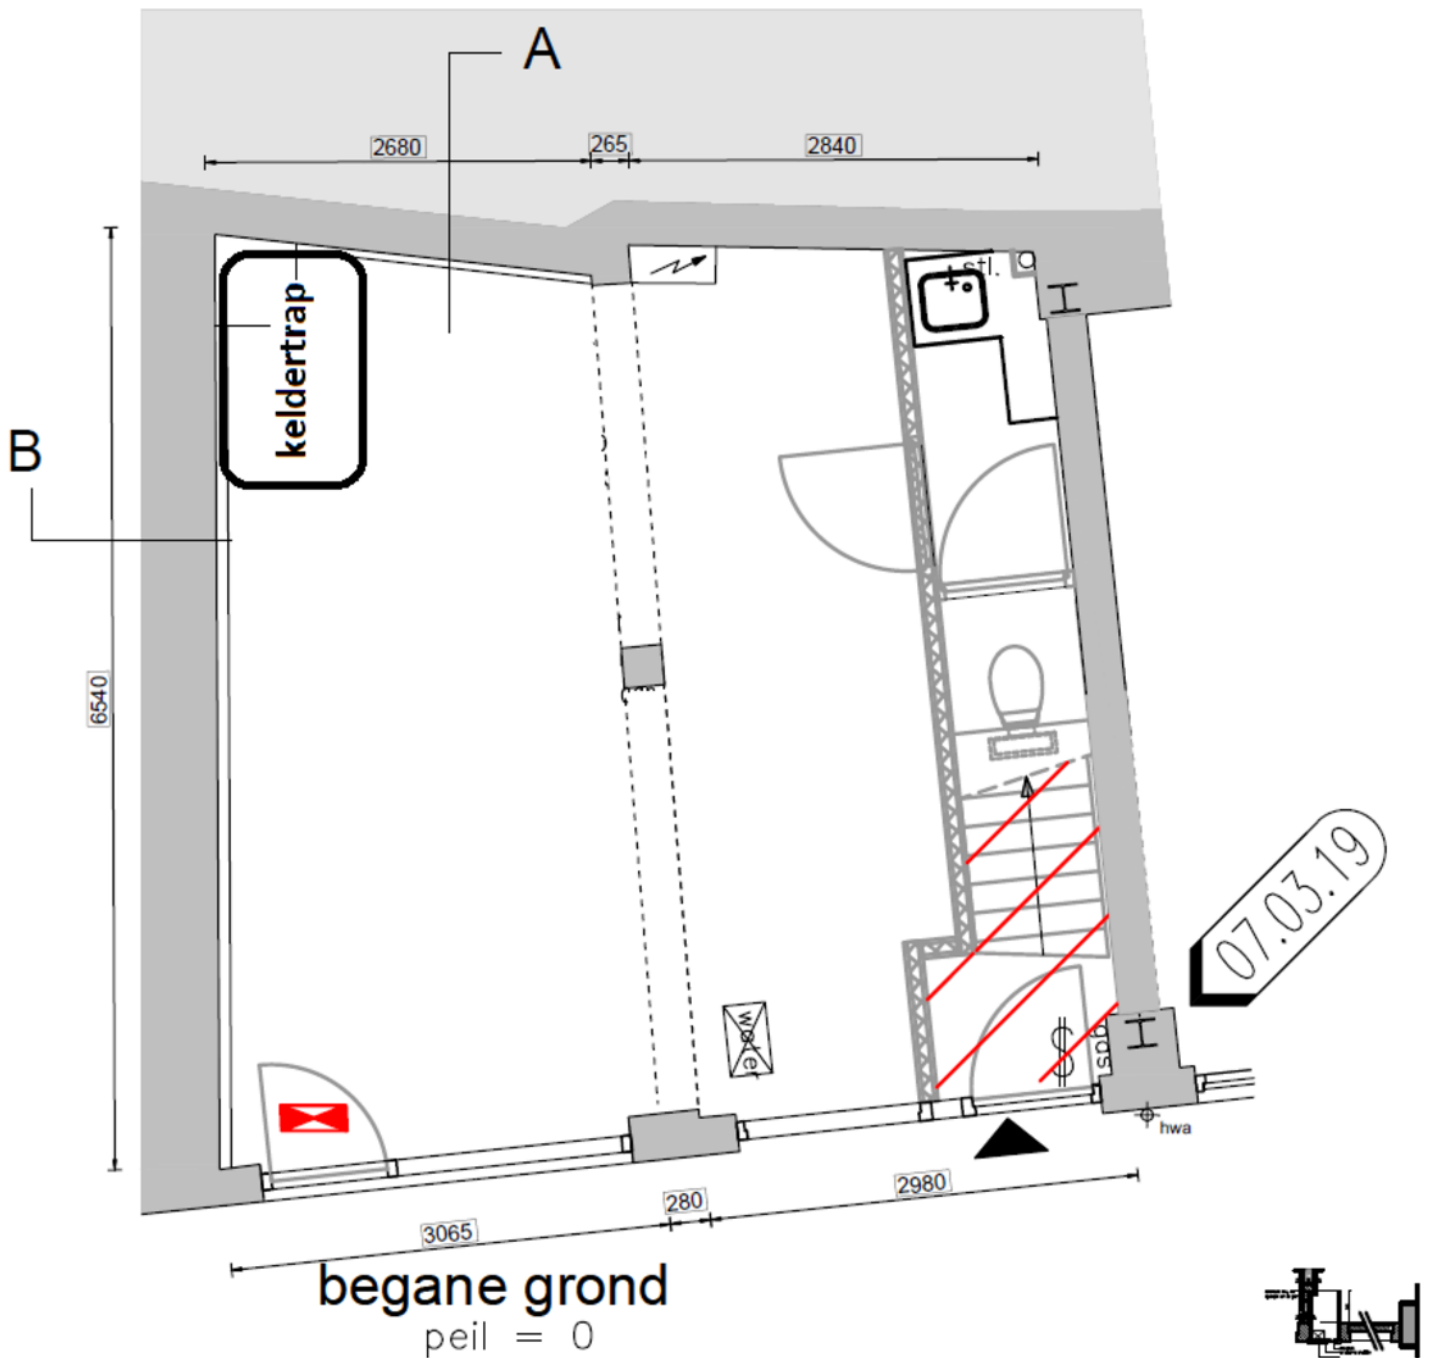 A
2680
265
2840
stl.
keldertrap
B
6540
07.03.19
water
gas
hwa
2980
280
3065
begane grond
peil = 0